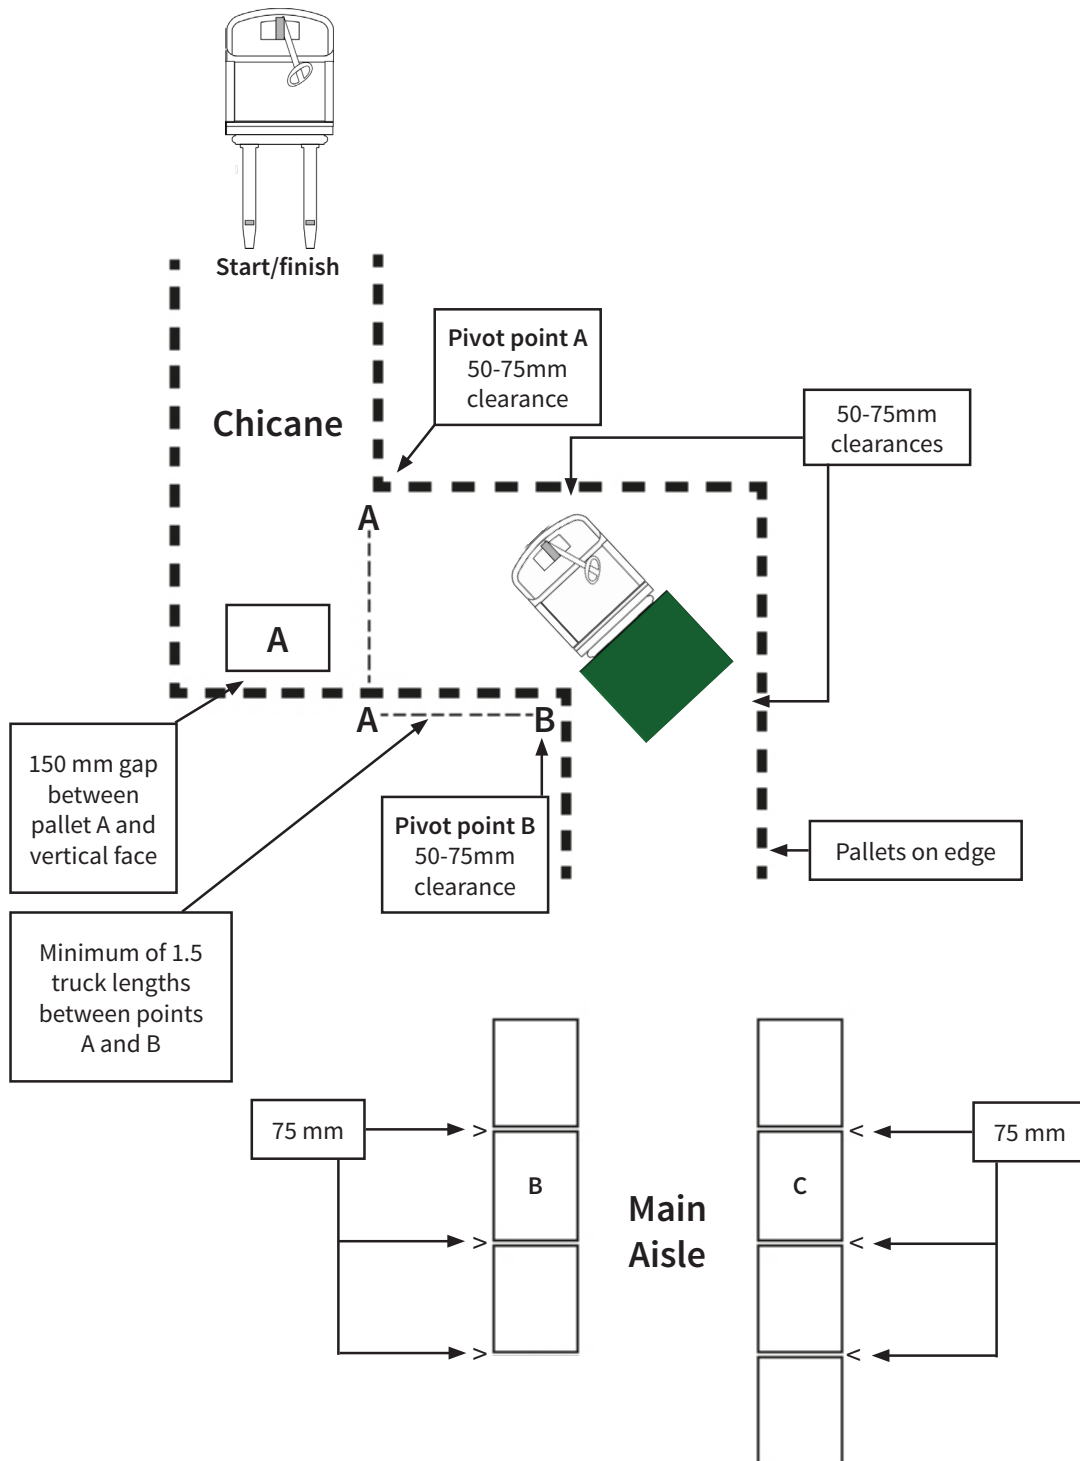 Start/finish
Pivot point A
50-75mm
clearance
Chicane
50-75mm
clearances
A
A
A
B
150 mm gap
between
pallet A and
vertical face
Pivot point B
50-75mm
clearance
Pallets on edge
Minimum of 1.5
truck lengths
between points
A and B
75 mm
>
<
75 mm
B
C
Main
Aisle
>
<
>
<